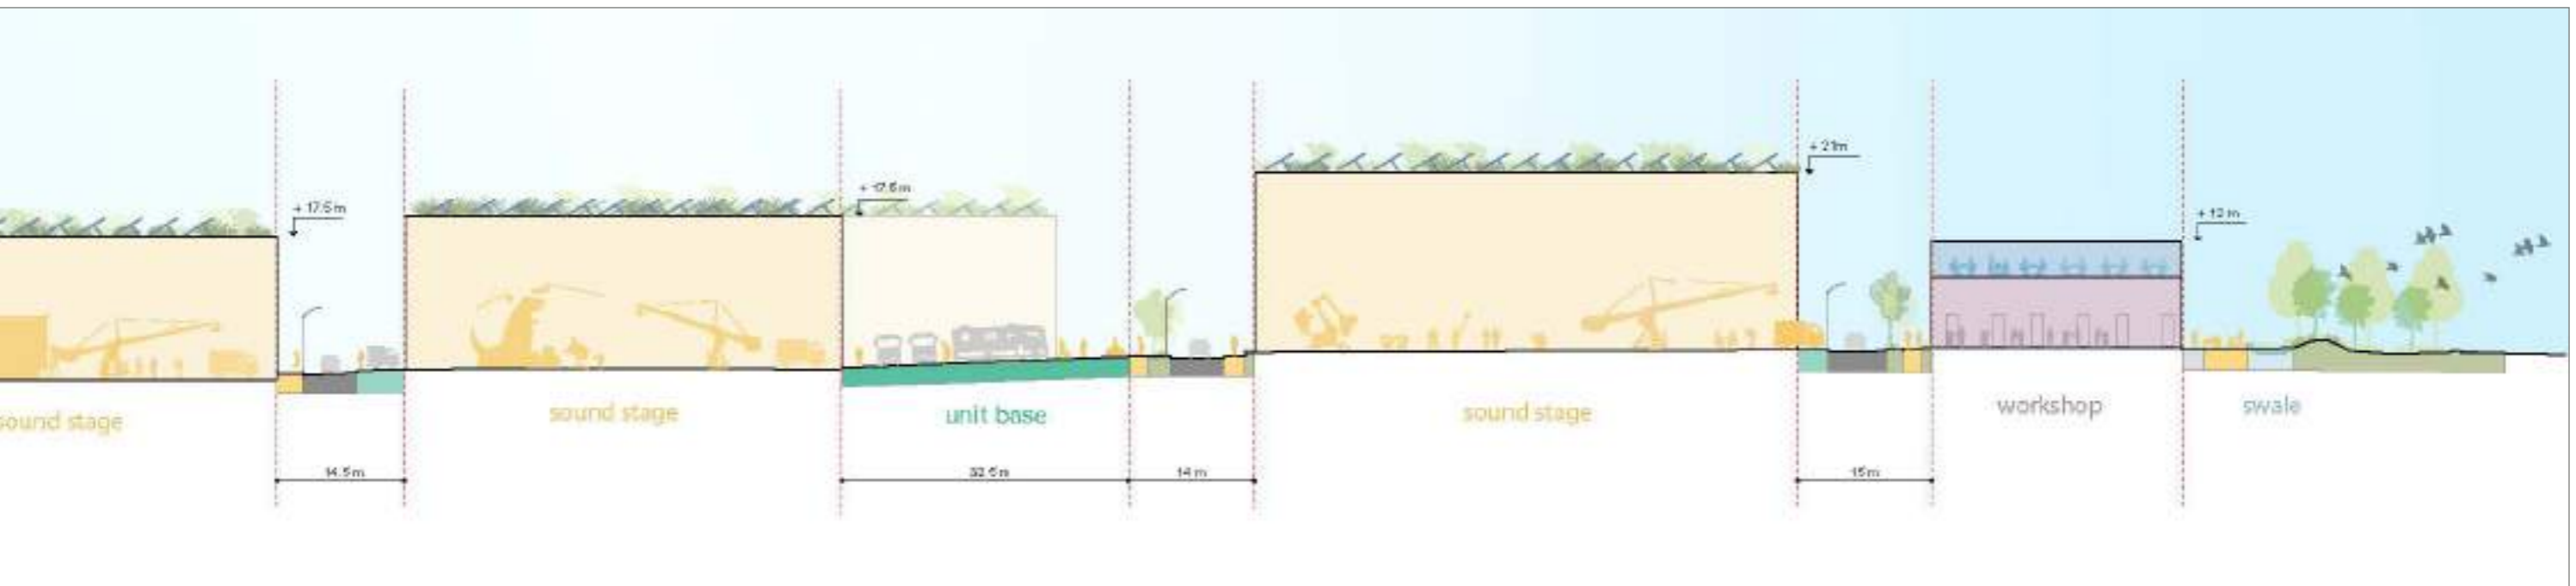 + 21m
+ 17.5m
+ 17.5m
+ 12m
sound stage
sound stage
unit base
sound stage
workshop
swale
14.5m
32.5m
14m
15m